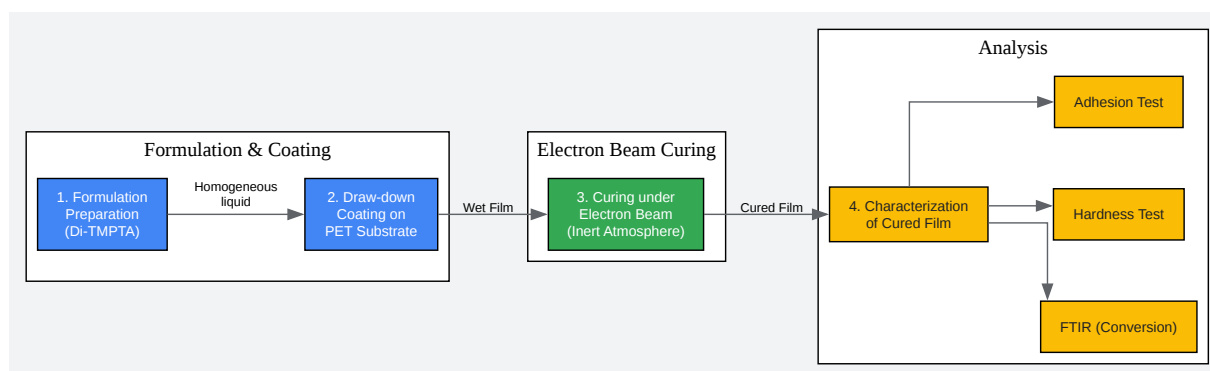 Formulation & Coating
1. Formulation
Preparation
(Di-TMPTA)
Homogeneous
liquid
2. Draw-down
Coating on
PET Substrate
Wet Film
Electron Beam Curing
3. Curing under
Electron Beam
(Inert Atmosphere)
Cured Film
Analysis
4. Characterization
of Cured Film
Adhesion Test
Hardness Test
FTIR (Conversion)